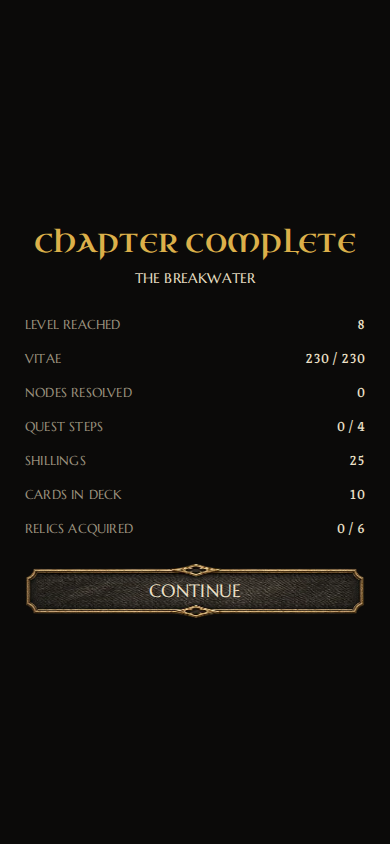 chapter complete
THE BREAKWATER
LEVEL REACHED 8
VITAE 230 / 230
NODES RESOLVED 0
QUEST STEPS 0 / 4
SHILLINGS 25
CARDS IN DECK 10
RELICS ACQUIRED 0 / 6
CONTINUE